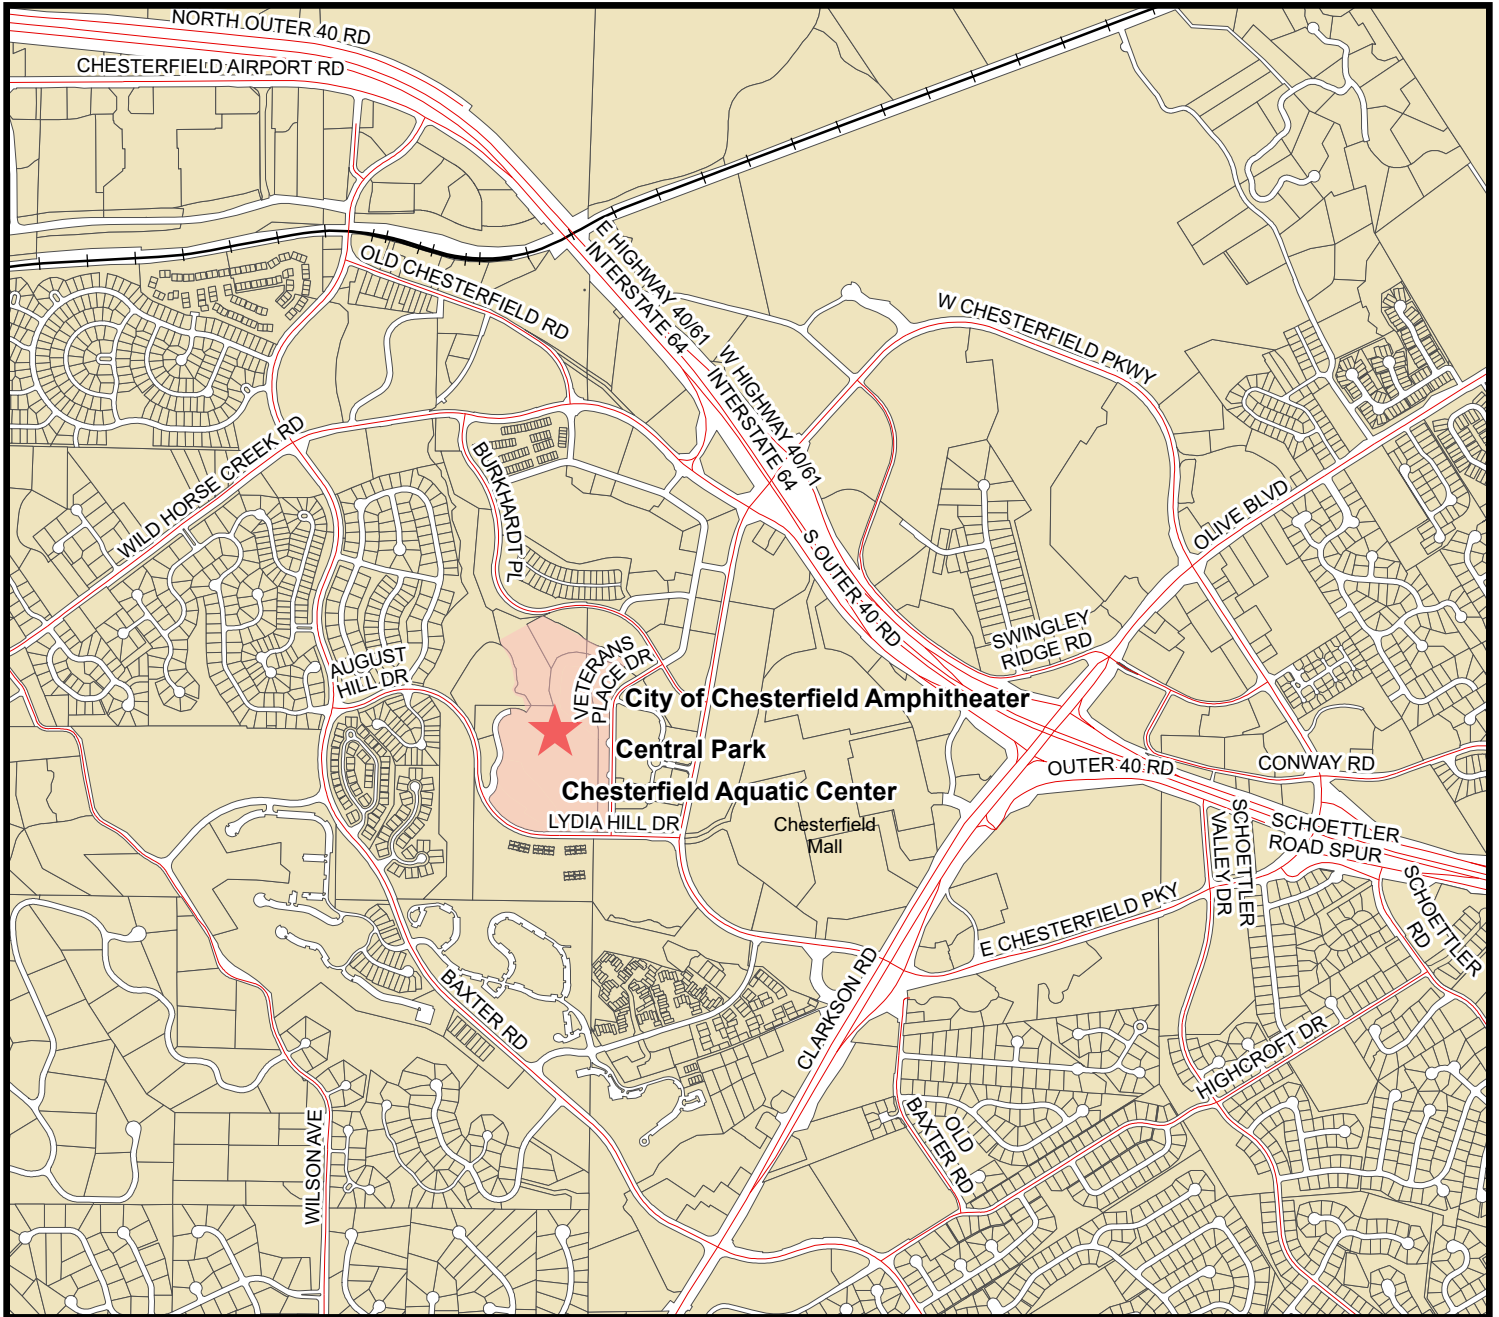 NORTH OUTER 40 RD
CHESTERFIELD AIRPORT RD
E HIGHWAY 40/61
INTERSTATE 64
OLD CHESTERFIELD RD
W CHESTERFIELD PKWY
W HIGHWAY 40/61
INTERSTATE 64
WILD HORSE CREEK RD
BURKHARDT PL
OLIVE BLVD
S OUTER 40 RD
SWINGLEY
RIDGE RD
AUGUST
HILL DR
VETERANS
PLACE DR
City of Chesterfield Amphitheater
Central Park
Chesterfield Aquatic Center
OUTER 40 RD
CONWAY RD
LYDIA HILL DR
Chesterfield
Mall
SCHOETTLER
VALLEY DR
SCHOETTLER
ROAD SPUR
SCHOETTLER
RD
E CHESTERFIELD PKY
CLARKSON RD
BAXTER RD
HIGHCROFT DR
OLD
BAXTER RD
WILSON AVE